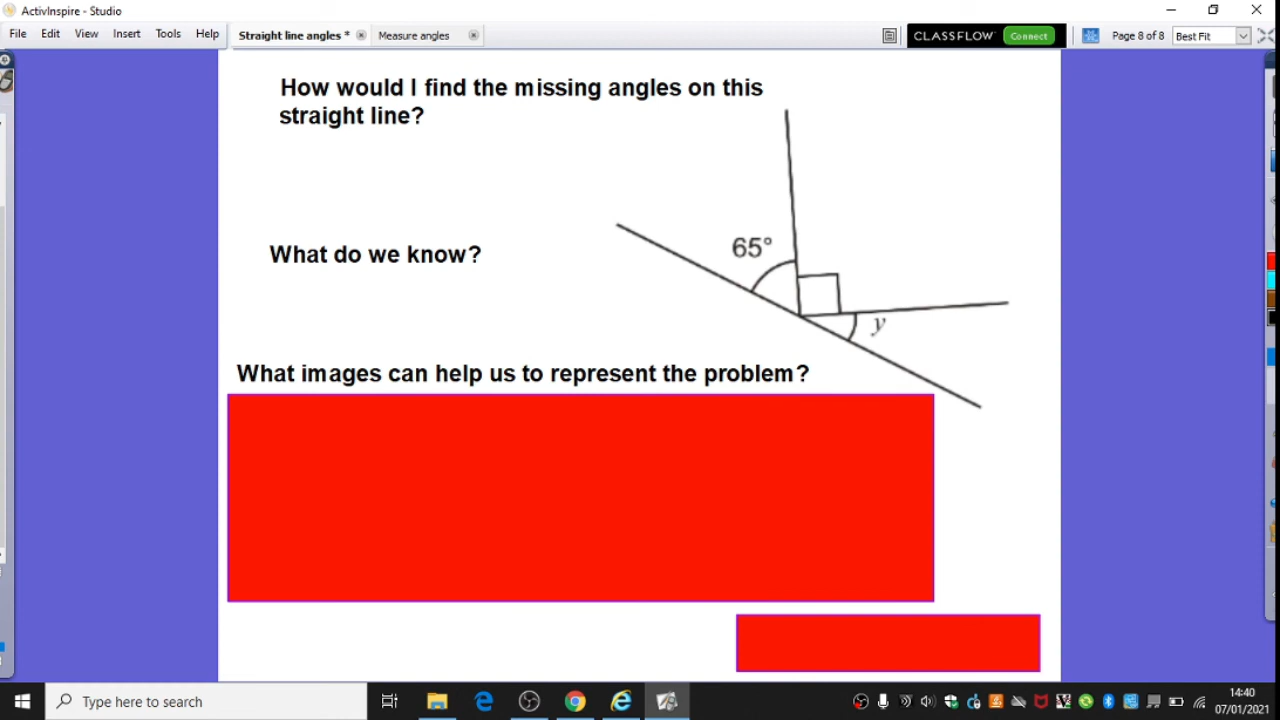 ActivInspire - Studio
File Edit View Insert Tools Help
Straight line angles *
Measure angles
CLASSFLOW Connect
Page 8 of 8
Best Fit
How would I find the missing angles on this
straight line?
65°
What do we know?
y
What images can help us to represent the problem?
Type here to search
14:40
07/01/2021